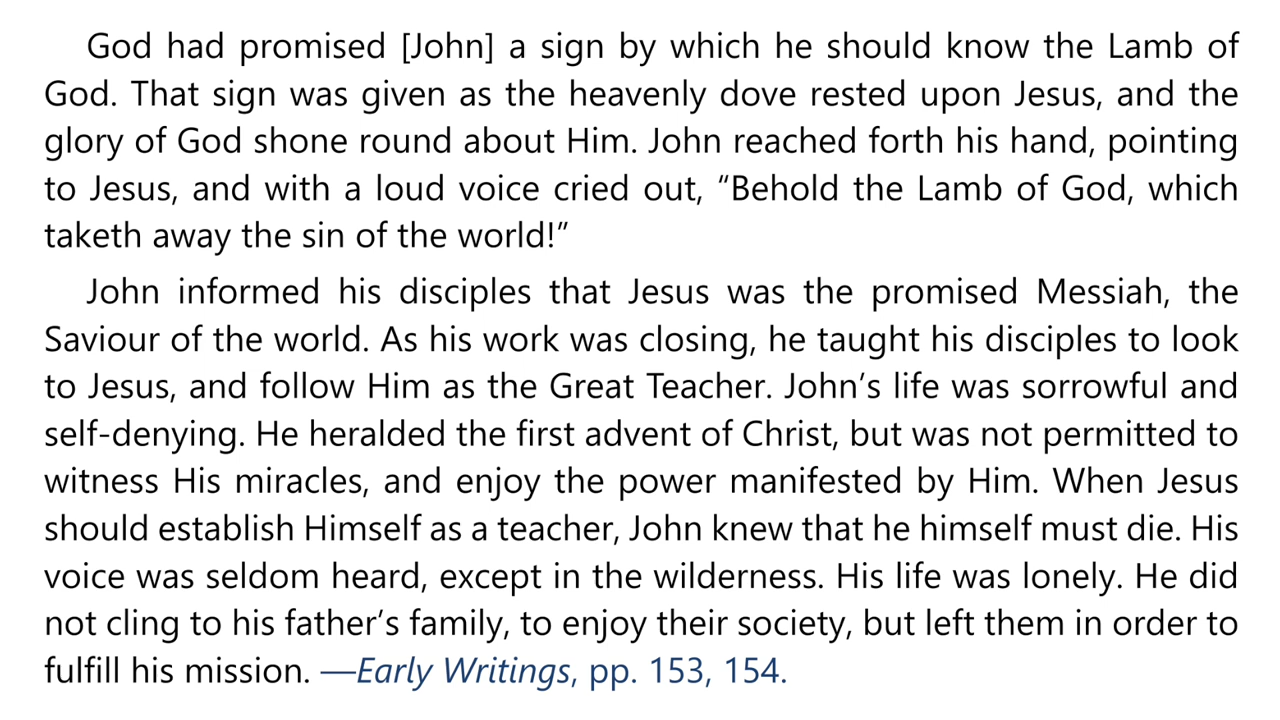 God had promised [John] a sign by which he should know the Lamb of
God. That sign was given as the heavenly dove rested upon Jesus, and the
glory of God shone round about Him. John reached forth his hand, pointing
to Jesus, and with a loud voice cried out, “Behold the Lamb of God, which
taketh away the sin of the world!”
John informed his disciples that Jesus was the promised Messiah, the
Saviour of the world. As his work was closing, he taught his disciples to look
to Jesus, and follow Him as the Great Teacher. John’s life was sorrowful and
self-denying. He heralded the first advent of Christ, but was not permitted to
witness His miracles, and enjoy the power manifested by Him. When Jesus
should establish Himself as a teacher, John knew that he himself must die. His
voice was seldom heard, except in the wilderness. His life was lonely. He did
not cling to his father’s family, to enjoy their society, but left them in order to
fulfill his mission. —Early Writings, pp. 153, 154.